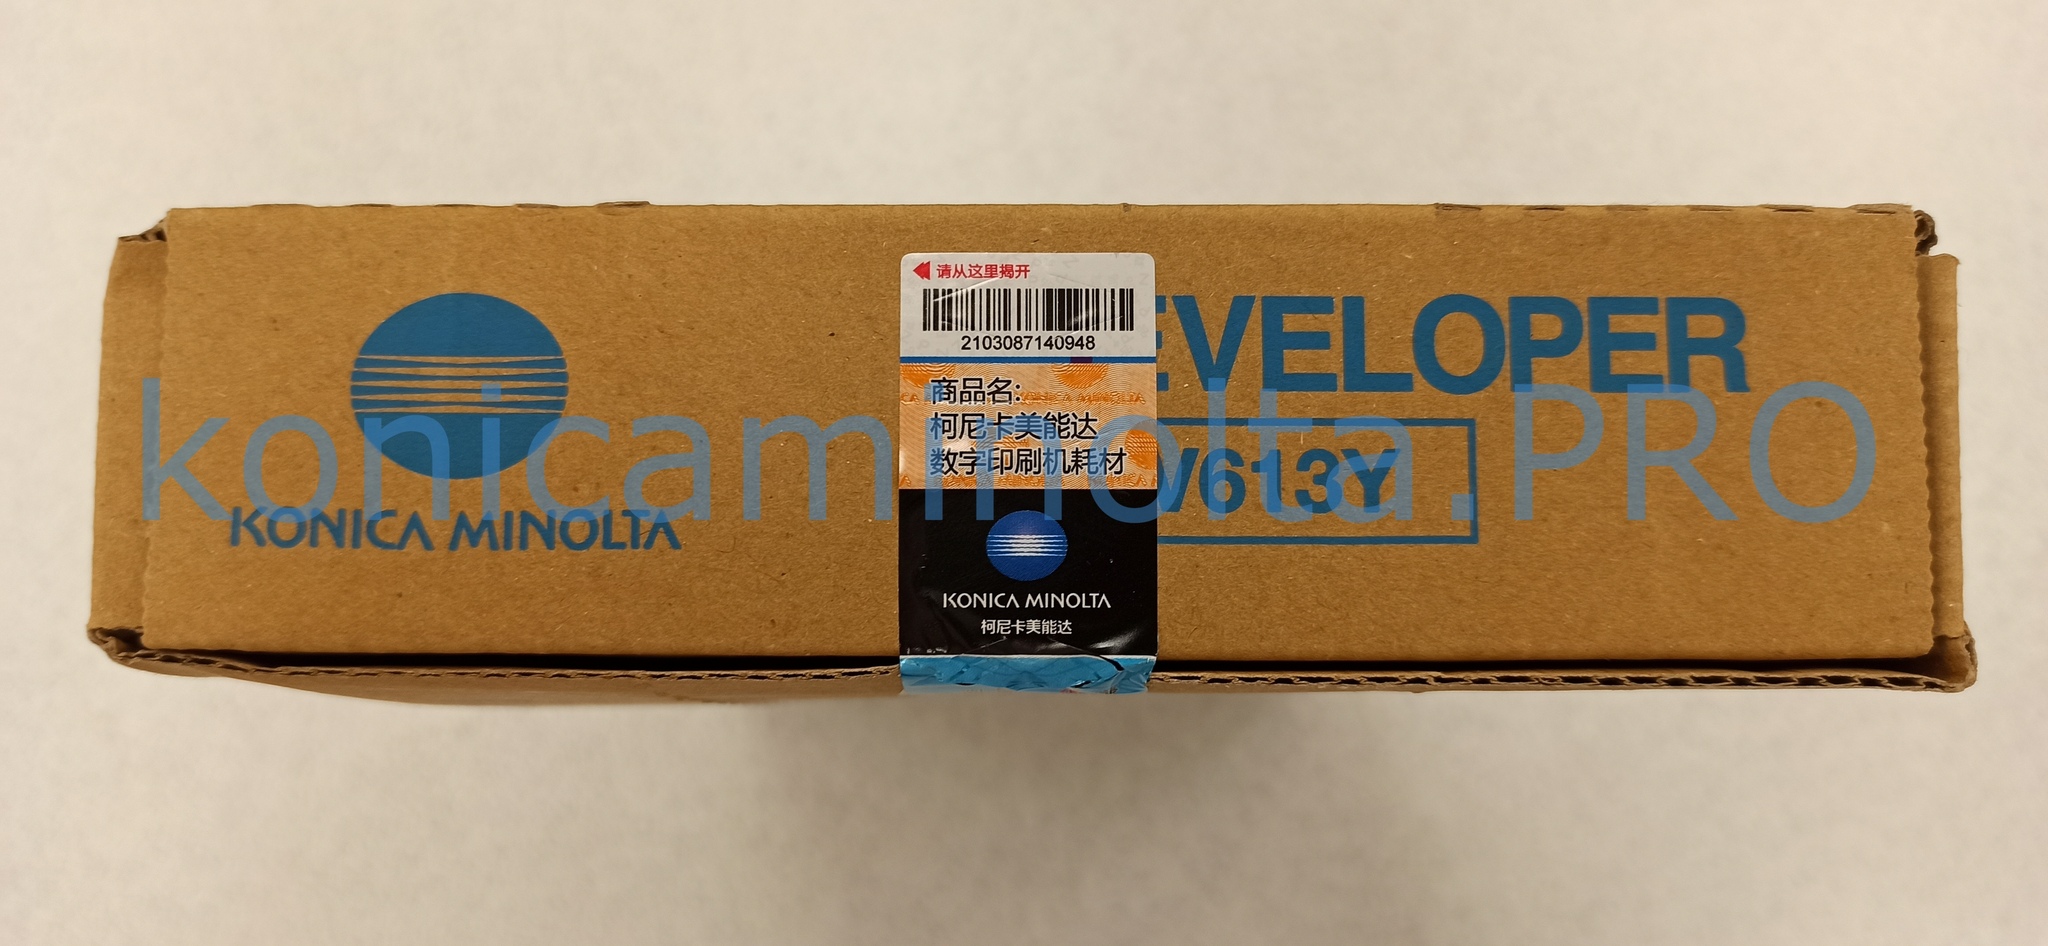 KONICA MINOLTA
请从这里揭开
2103087140948
商品名:
柯尼卡美能达
数字印刷机耗材
KONICA MINOLTA
柯尼卡美能达
EVELOPER
V613Y
konicaminolta.PRO